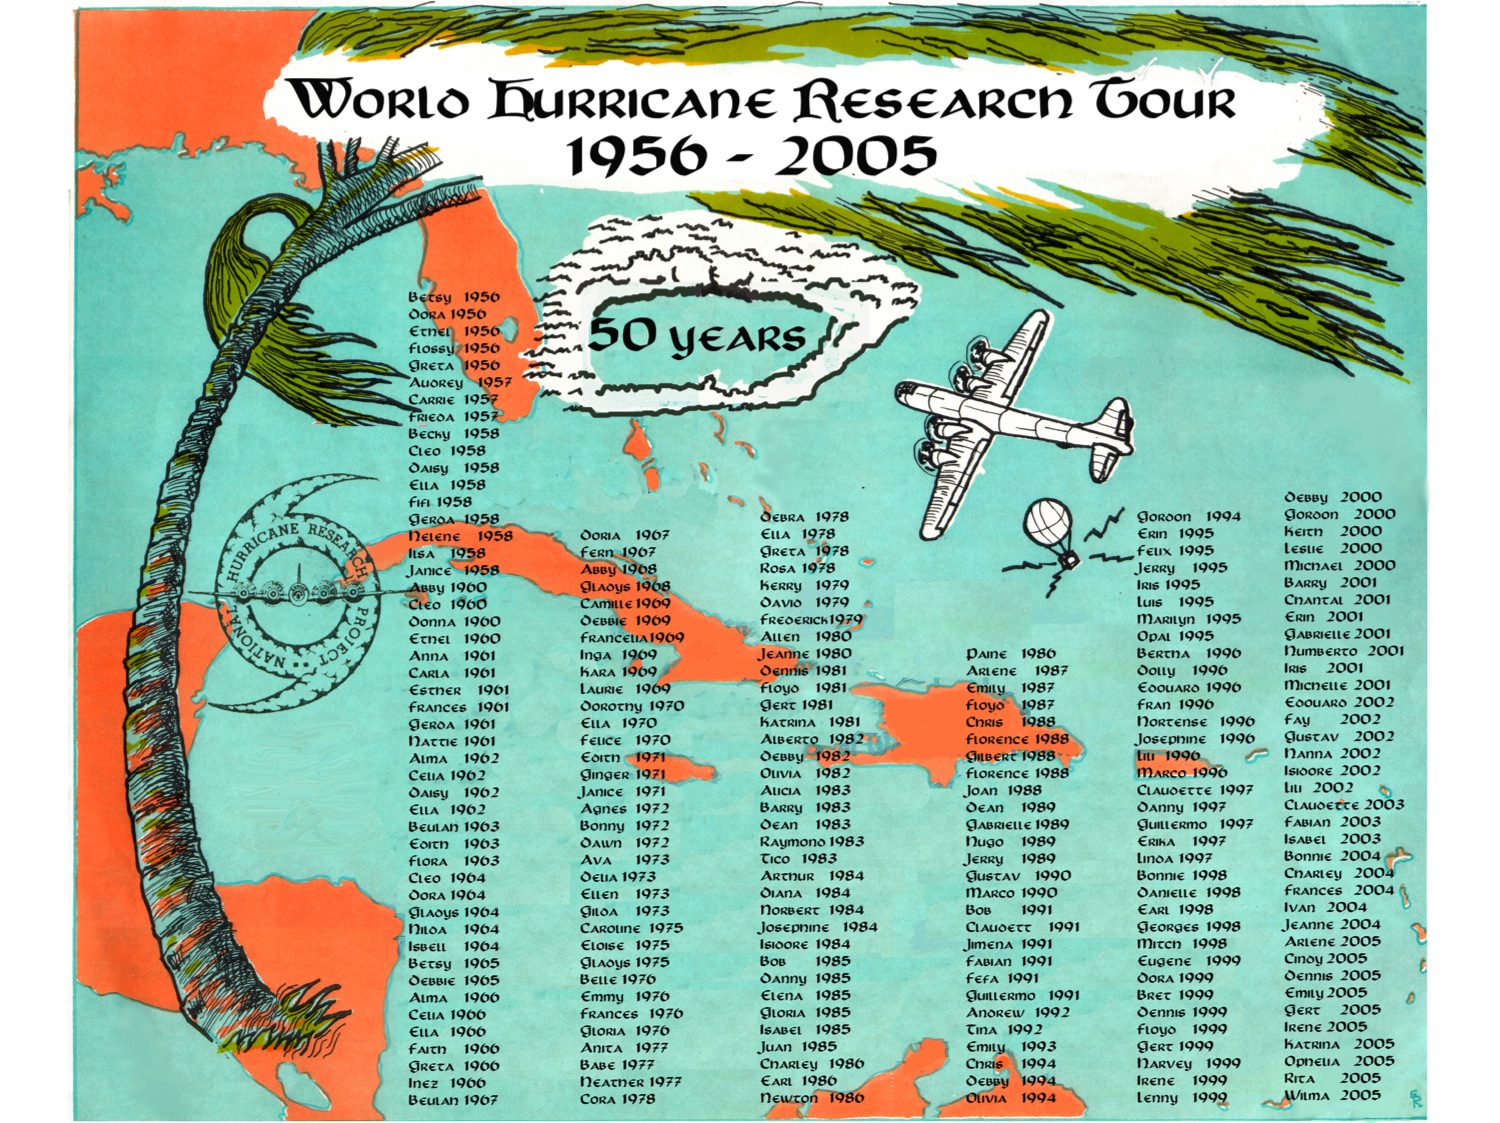 World Hurricane Research Tour
1956 - 2005
50 years
Betsy 1956
Dora 1956
Ethel 1956
Flossy 1956
Greta 1956
Audrey 1957
Carrie 1957
Frieda 1957
Becky 1958
Cleo 1958
Daisy 1958
Ella 1958
Fifi 1958
Gerda 1958
Helene 1958
Ilsa 1958
Janice 1958
Abby 1960
Cleo 1960
Donna 1960
Ethel 1960
Anna 1961
Carla 1961
Esther 1961
Frances 1961
Gerda 1961
Hattie 1961
Alma 1962
Celia 1962
Daisy 1962
Ella 1962
Beulah 1963
Edith 1963
Flora 1963
Cleo 1964
Dora 1964
Gladys 1964
Hilda 1964
Isbell 1964
Betsy 1965
Debbie 1965
Alma 1966
Celia 1966
Ella 1966
Faith 1966
Greta 1966
Inez 1966
Beulah 1967
Doria 1967
Fern 1967
Abby 1968
Gladys 1968
Camille 1969
Debbie 1969
Francelia 1969
Inga 1969
Kara 1969
Laurie 1969
Dorothy 1970
Ella 1970
Felice 1970
Edith 1971
Ginger 1971
Janice 1971
Agnes 1972
Bonny 1972
Dawn 1972
Ava 1973
Delia 1973
Ellen 1973
Gilda 1973
Caroline 1975
Eloise 1975
Gladys 1975
Belle 1976
Emmy 1976
Frances 1976
Gloria 1976
Anita 1977
Babe 1977
Heather 1977
Cora 1978
Debra 1978
Ella 1978
Greta 1978
Rosa 1978
Kerry 1979
David 1979
Frederick 1979
Allen 1980
Jeanne 1980
Dennis 1981
Floyd 1981
Gert 1981
Katrina 1981
Alberto 1982
Debby 1982
Olivia 1982
Alicia 1983
Barry 1983
Dean 1983
Raymond 1983
Tico 1983
Arthur 1984
Diana 1984
Norbert 1984
Josephine 1984
Isidore 1984
Bob 1985
Danny 1985
Elena 1985
Gloria 1985
Isabel 1985
Juan 1985
Charley 1986
Earl 1986
Newton 1986
Paine 1986
Arlene 1987
Emily 1987
Floyd 1987
Chris 1988
Florence 1988
Gilbert 1988
Florence 1988
Joan 1988
Dean 1989
Gabrielle 1989
Hugo 1989
Jerry 1989
Gustav 1990
Marco 1990
Bob 1991
Claudett 1991
Jimena 1991
Fabian 1991
Fefa 1991
Guillermo 1991
Andrew 1992
Tina 1992
Emily 1993
Chris 1994
Debby 1994
Olivia 1994
Gordon 1994
Erin 1995
Felix 1995
Jerry 1995
Iris 1995
Luis 1995
Marilyn 1995
Opal 1995
Bertha 1996
Dolly 1996
Edouard 1996
Fran 1996
Hortense 1996
Josephine 1996
Lili 1996
Marco 1996
Claudette 1997
Danny 1997
Guillermo 1997
Erika 1997
Linda 1997
Bonnie 1998
Danielle 1998
Earl 1998
Georges 1998
Mitch 1998
Eugene 1999
Dora 1999
Bret 1999
Dennis 1999
Floyd 1999
Gert 1999
Harvey 1999
Irene 1999
Lenny 1999
Debby 2000
Gordon 2000
Keith 2000
Leslie 2000
Michael 2000
Barry 2001
Chantal 2001
Erin 2001
Gabrielle 2001
Humberto 2001
Iris 2001
Michelle 2001
Edouard 2002
Fay 2002
Gustav 2002
Hanna 2002
Isidore 2002
Lili 2002
Claudette 2003
Fabian 2003
Isabel 2003
Bonnie 2004
Charley 2004
Frances 2004
Ivan 2004
Jeanne 2004
Arlene 2005
Cindy 2005
Dennis 2005
Emily 2005
Gert 2005
Irene 2005
Katrina 2005
Ophelia 2005
Rita 2005
Wilma 2005
NATIONAL HURRICANE RESEARCH PROJECT